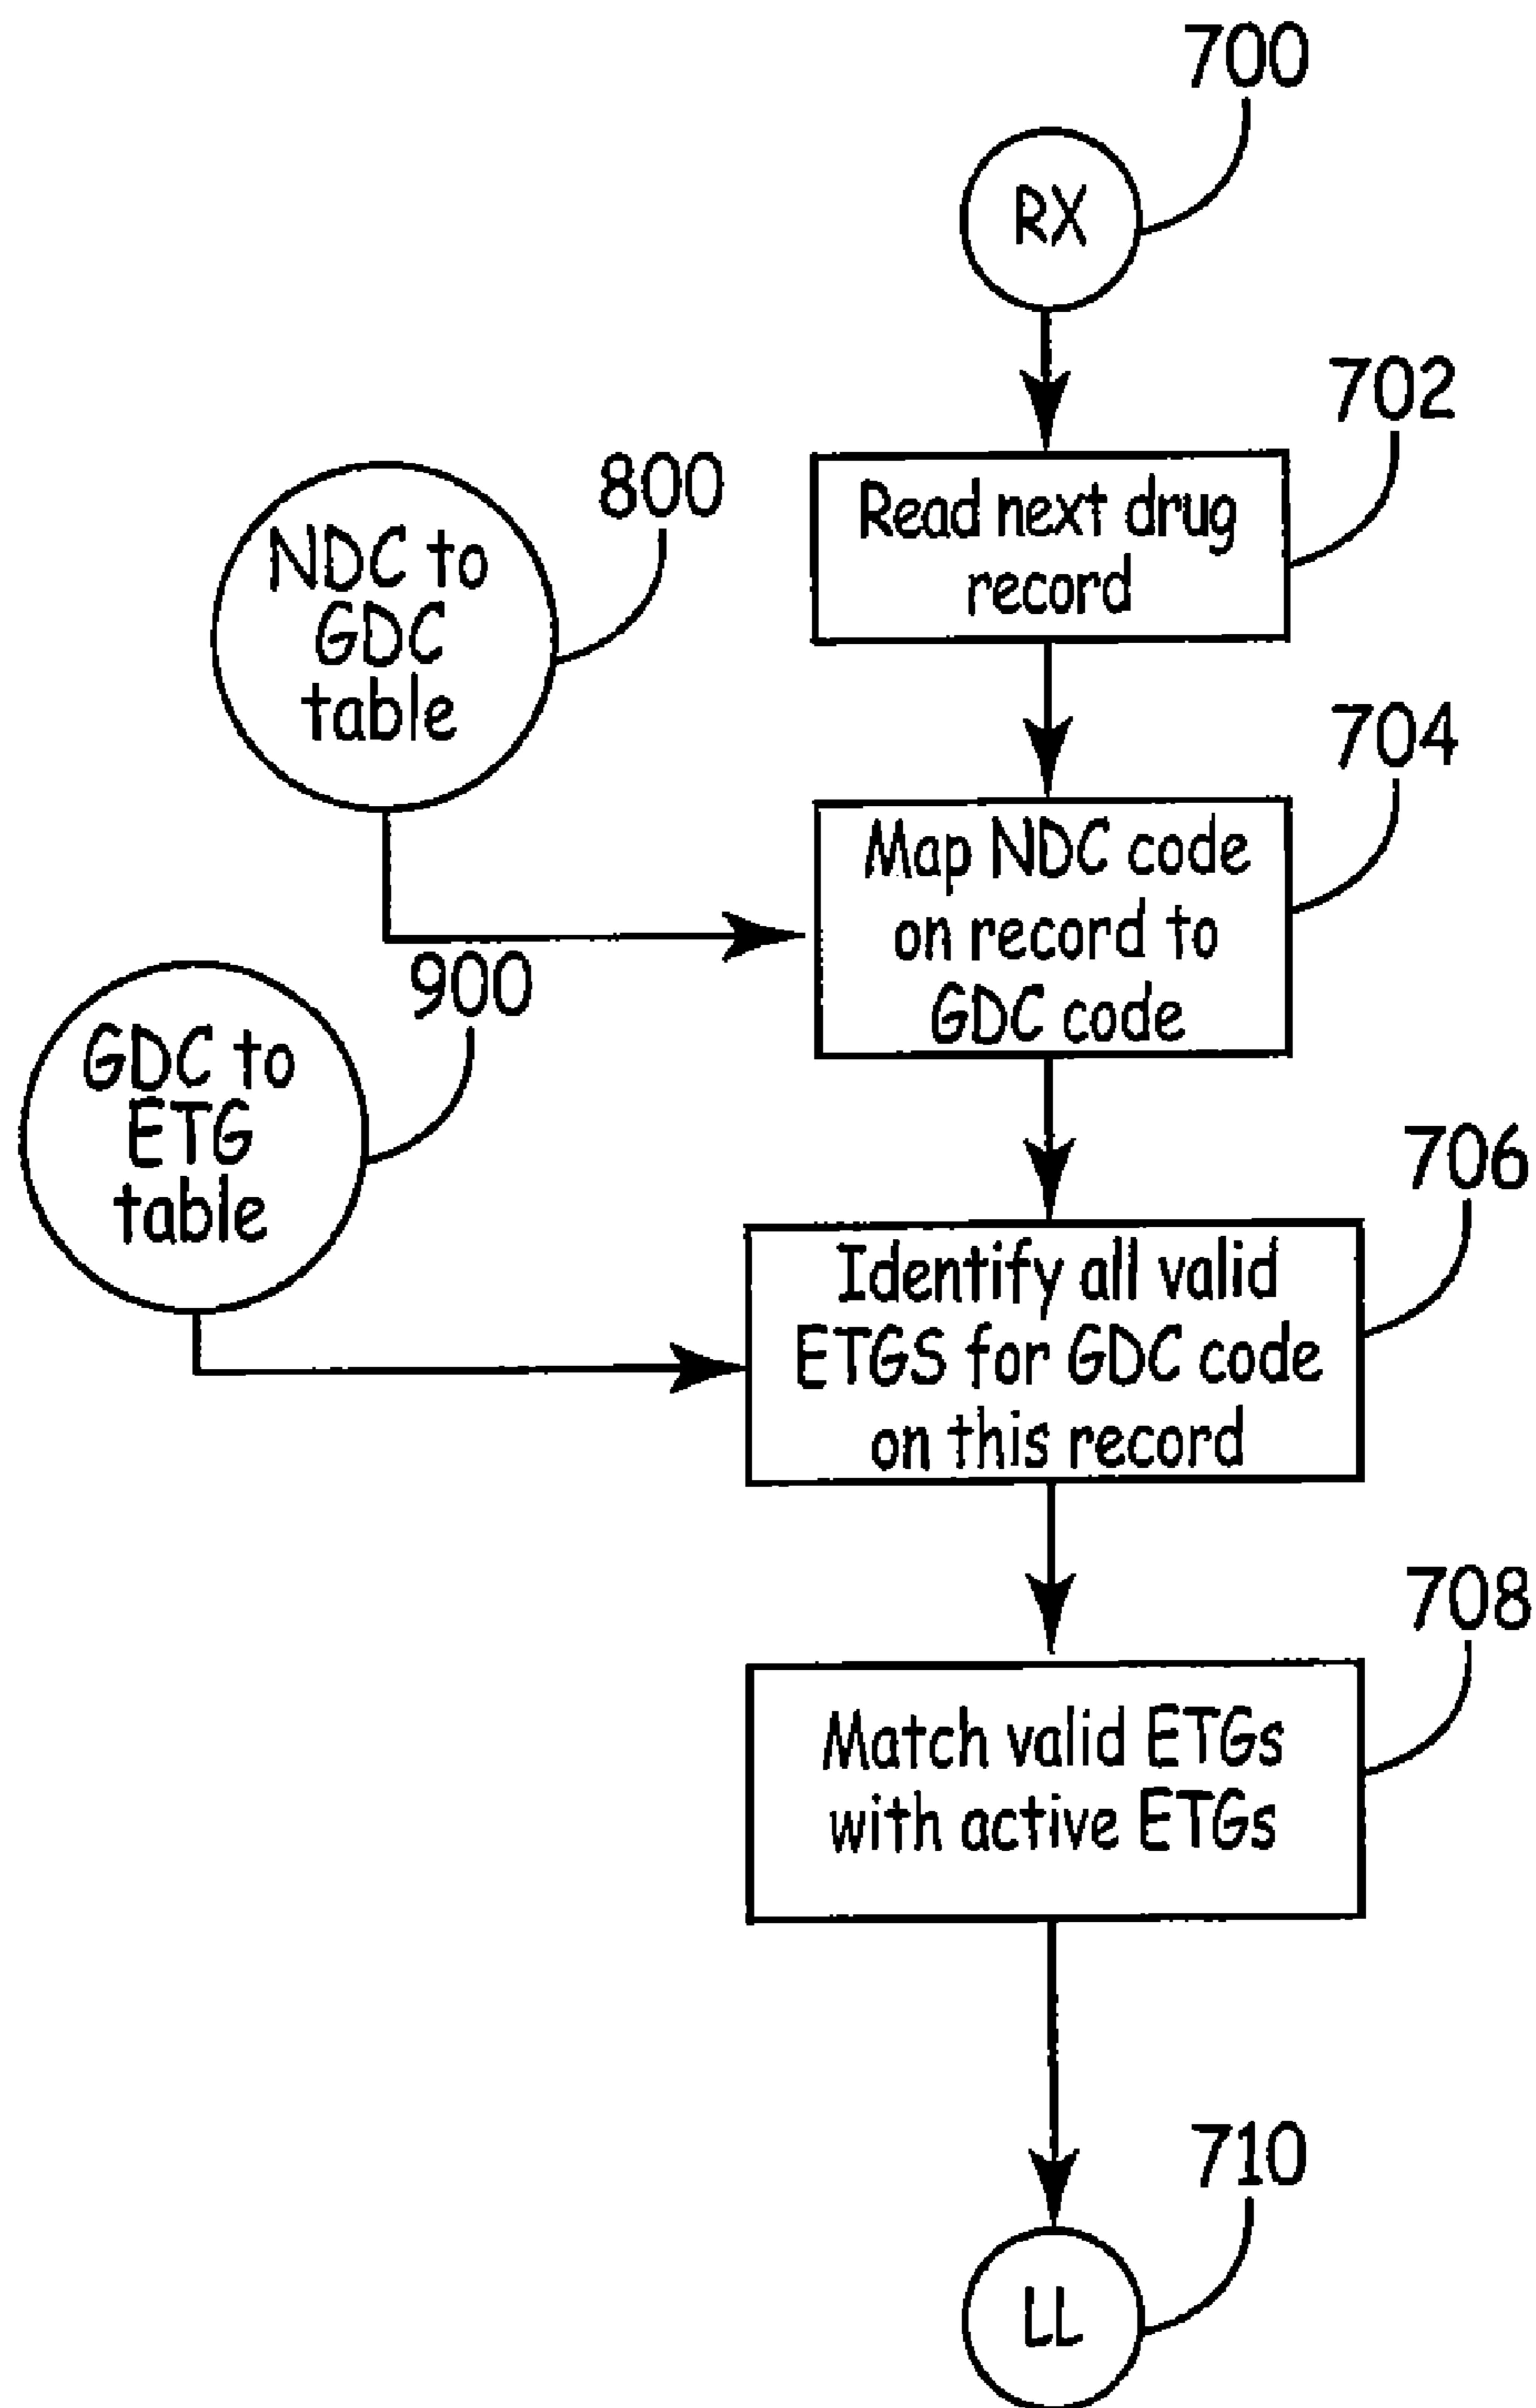 700
RX
702
Read next drug
record
800
NDC to
GDC
table
704
Map NDC code
on record to
GDC code
900
GDC to
ETG
table
706
Identify all valid
ETGS for GDC code
on this record
708
Match valid ETGs
with active ETGs
710
LL